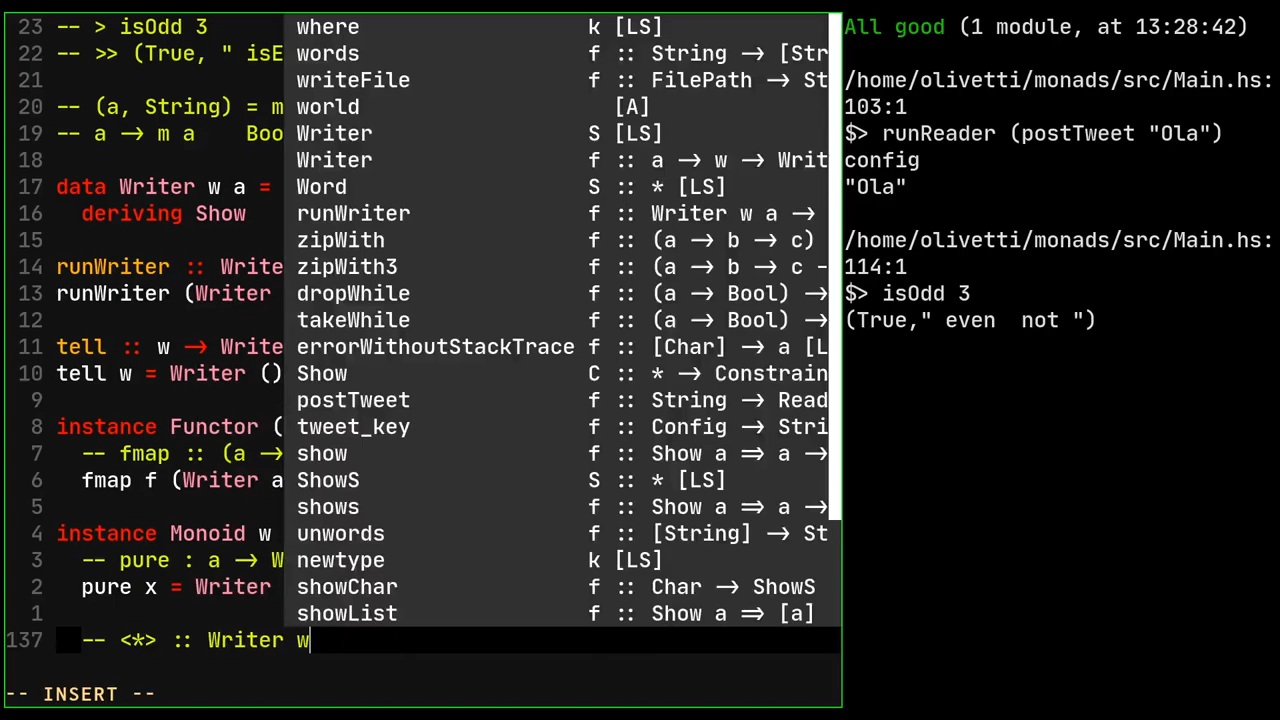 23 -- > isOdd 3 where k [LS]
22 -- >> (True, " isE words f :: String -> [Str
21 writeFile f :: FilePath -> St
20 -- (a, String) = m world [A]
19 -- a -> m a Boo Writer S [LS]
18 Writer f :: a -> w -> Writ
17 data Writer w a = Word S :: * [LS]
16 deriving Show runWriter f :: Writer w a ->
15 zipWith f :: (a -> b -> c)
14 runWriter :: Write zipWith3 f :: (a -> b -> c -
13 runWriter (Writer dropWhile f :: (a -> Bool) ->
12 takeWhile f :: (a -> Bool) ->
11 tell :: w -> Write errorWithoutStackTrace f :: [Char] -> a [L
10 tell w = Writer () Show C :: * -> Constrain
9 postTweet f :: String -> Read
8 instance Functor ( tweet_key f :: Config -> Stri
7 -- fmap :: (a -> show f :: Show a => a ->
6 fmap f (Writer a ShowS S :: * [LS]
5 shows f :: Show a => a ->
4 instance Monoid w unwords f :: [String] -> St
3 -- pure : a -> W newtype k [LS]
2 pure x = Writer showChar f :: Char -> ShowS
1 showList f :: Show a => [a]
137 -- <*> :: Writer w
-- INSERT --
All good (1 module, at 13:28:42)
/home/olivetti/monads/src/Main.hs:
103:1
$> runReader (postTweet "Ola")
config
"Ola"
/home/olivetti/monads/src/Main.hs:
114:1
$> isOdd 3
(True," even  not ")